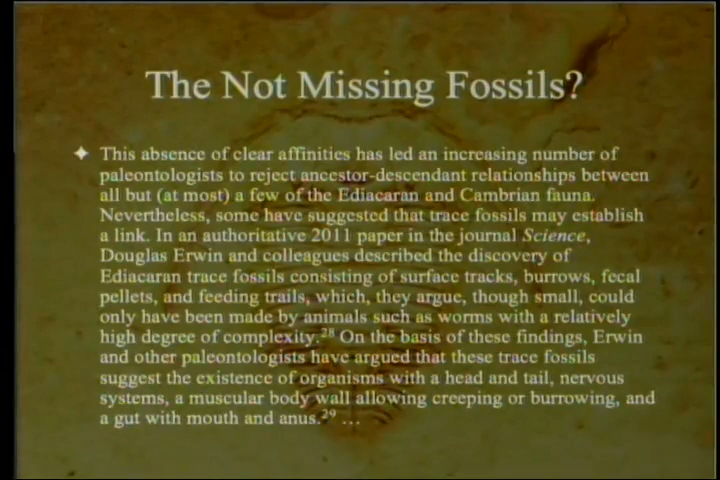 The Not Missing Fossils?
This absence of clear affinities has led an increasing number of
paleontologists to reject ancestor-descendant relationships between
all but (at most) a few of the Ediacaran and Cambrian fauna.
Nevertheless, some have suggested that trace fossils may establish
a link. In an authoritative 2011 paper in the journal Science,
Douglas Erwin and colleagues described the discovery of
Ediacaran trace fossils consisting of surface tracks, burrows, fecal
pellets, and feeding trails, which, they argue, though small, could
only have been made by animals such as worms with a relatively
high degree of complexity.28 On the basis of these findings, Erwin
and other paleontologists have argued that these trace fossils
suggest the existence of organisms with a head and tail, nervous
systems, a muscular body wall allowing creeping or burrowing, and
a gut with mouth and anus.29 …